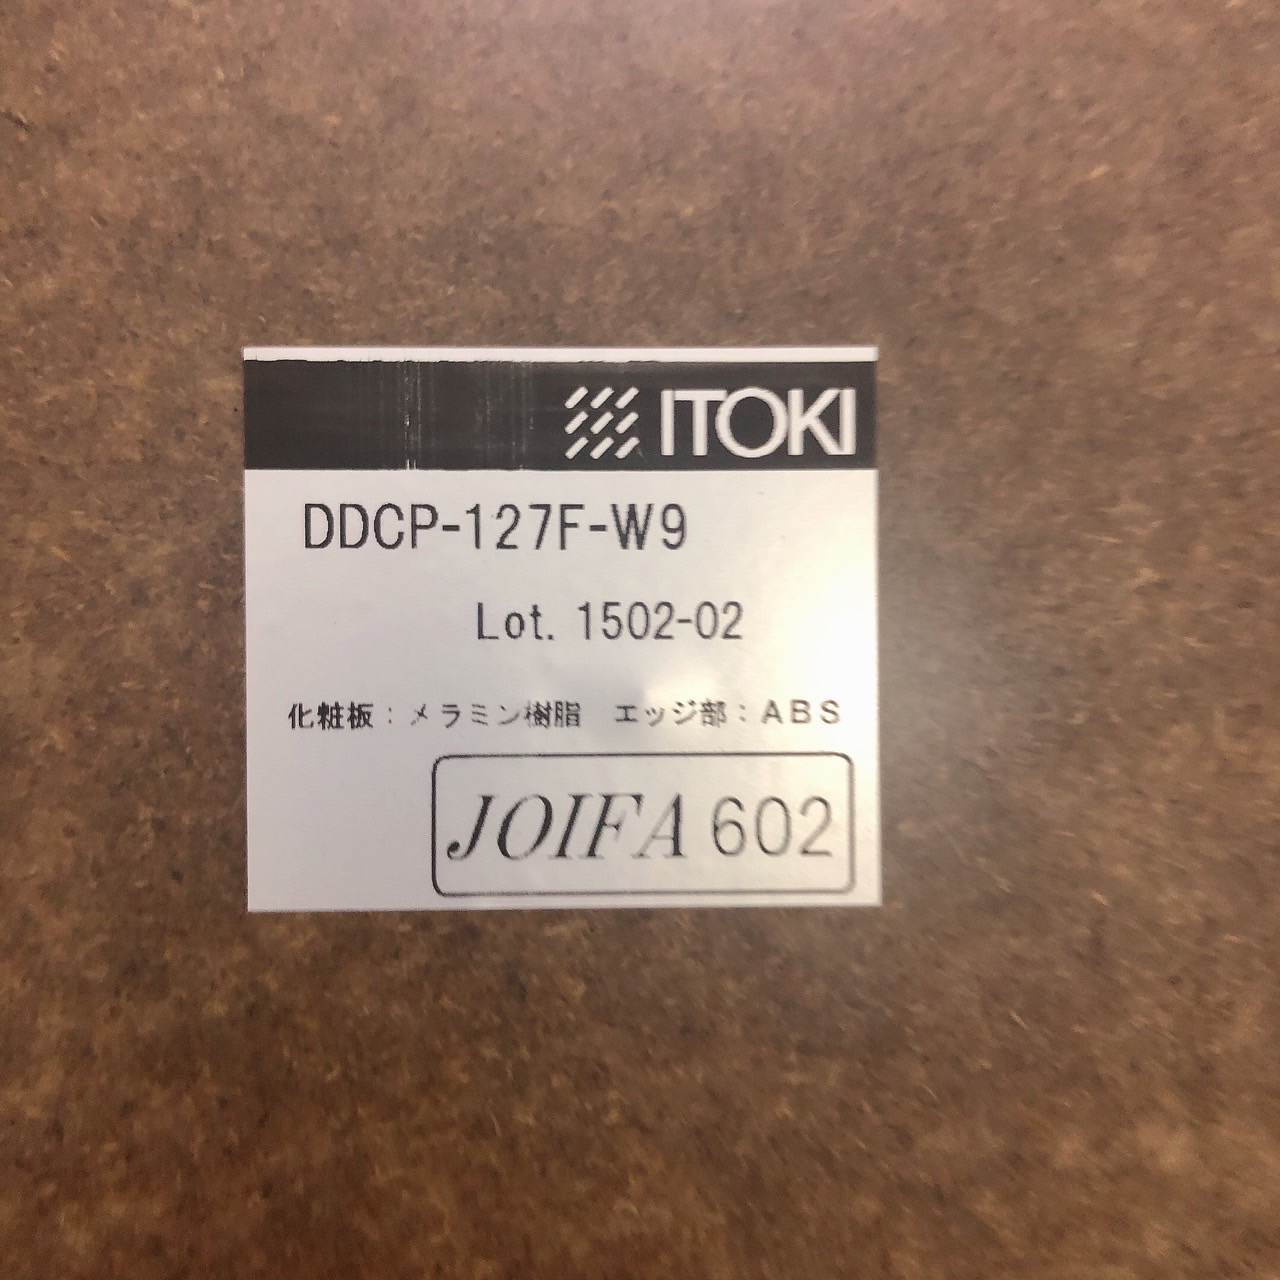 ITOKI
DDCP-127F-W9
Lot. 1502-02
化粧板：メラミン樹脂　エッジ部：ＡＢＳ
JOIFA 602